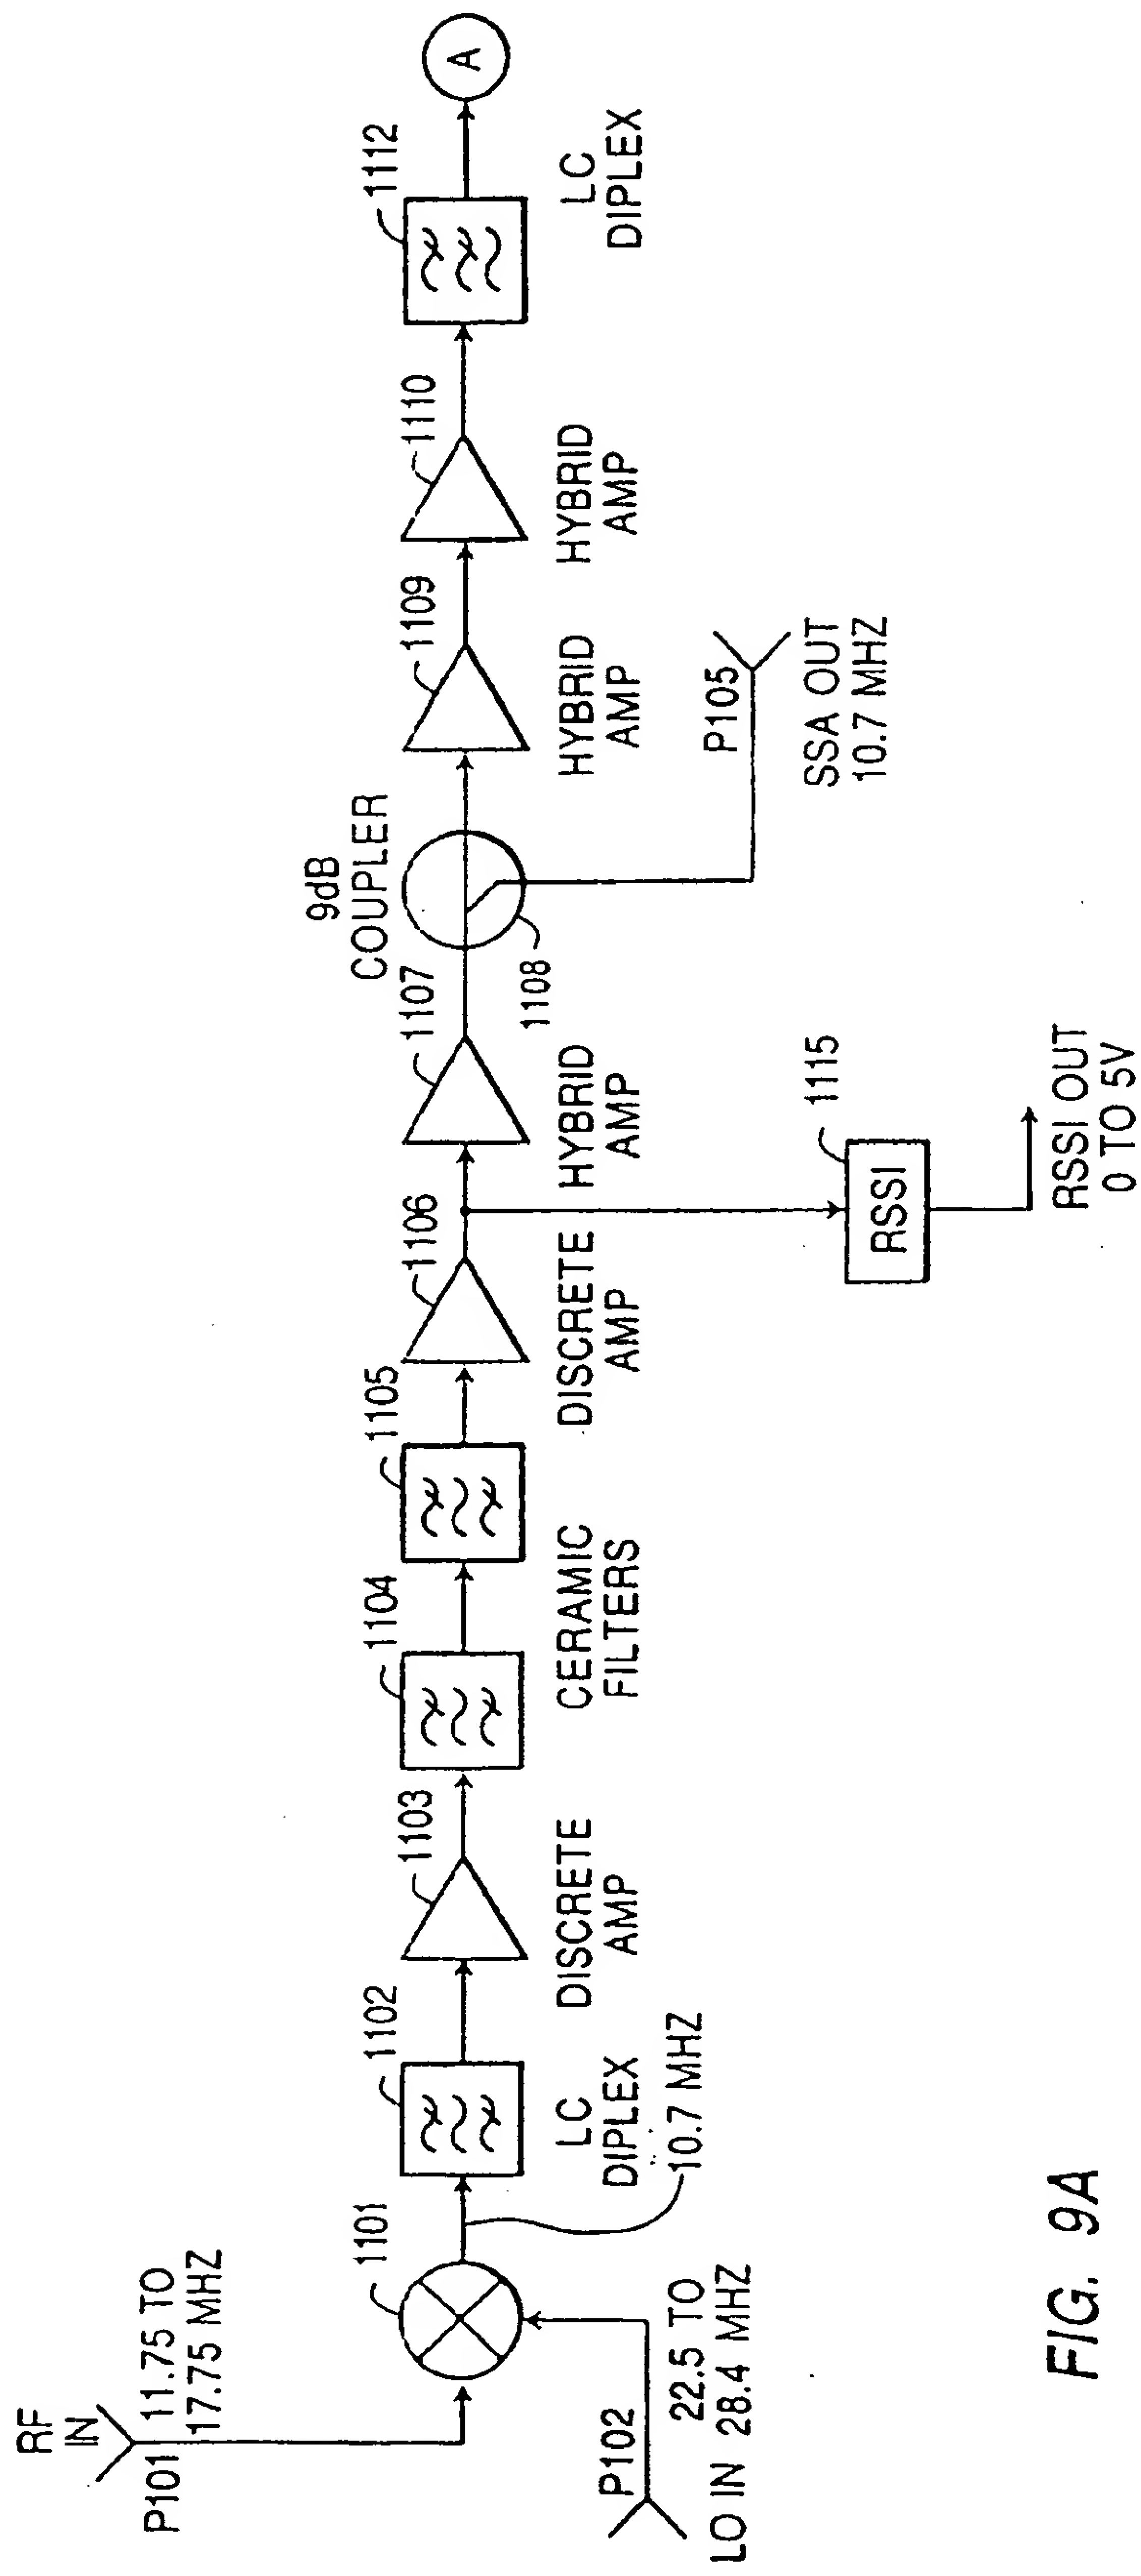 RF
IN
P101
11.75 TO
17.75 MHZ
P102
LO IN
22.5 TO
28.4 MHZ
1101
10.7 MHZ
1102
LC
DIPLEX
1103
DISCRETE
AMP
1104
1105
CERAMIC
FILTERS
1106
DISCRETE
AMP
1115
RSSI
RSSI OUT
0 TO 5V
1107
HYBRID
AMP
9dB
COUPLER
1108
P105
SSA OUT
10.7 MHZ
1109
HYBRID
AMP
1110
HYBRID
AMP
1112
LC
DIPLEX
A
FIG. 9A